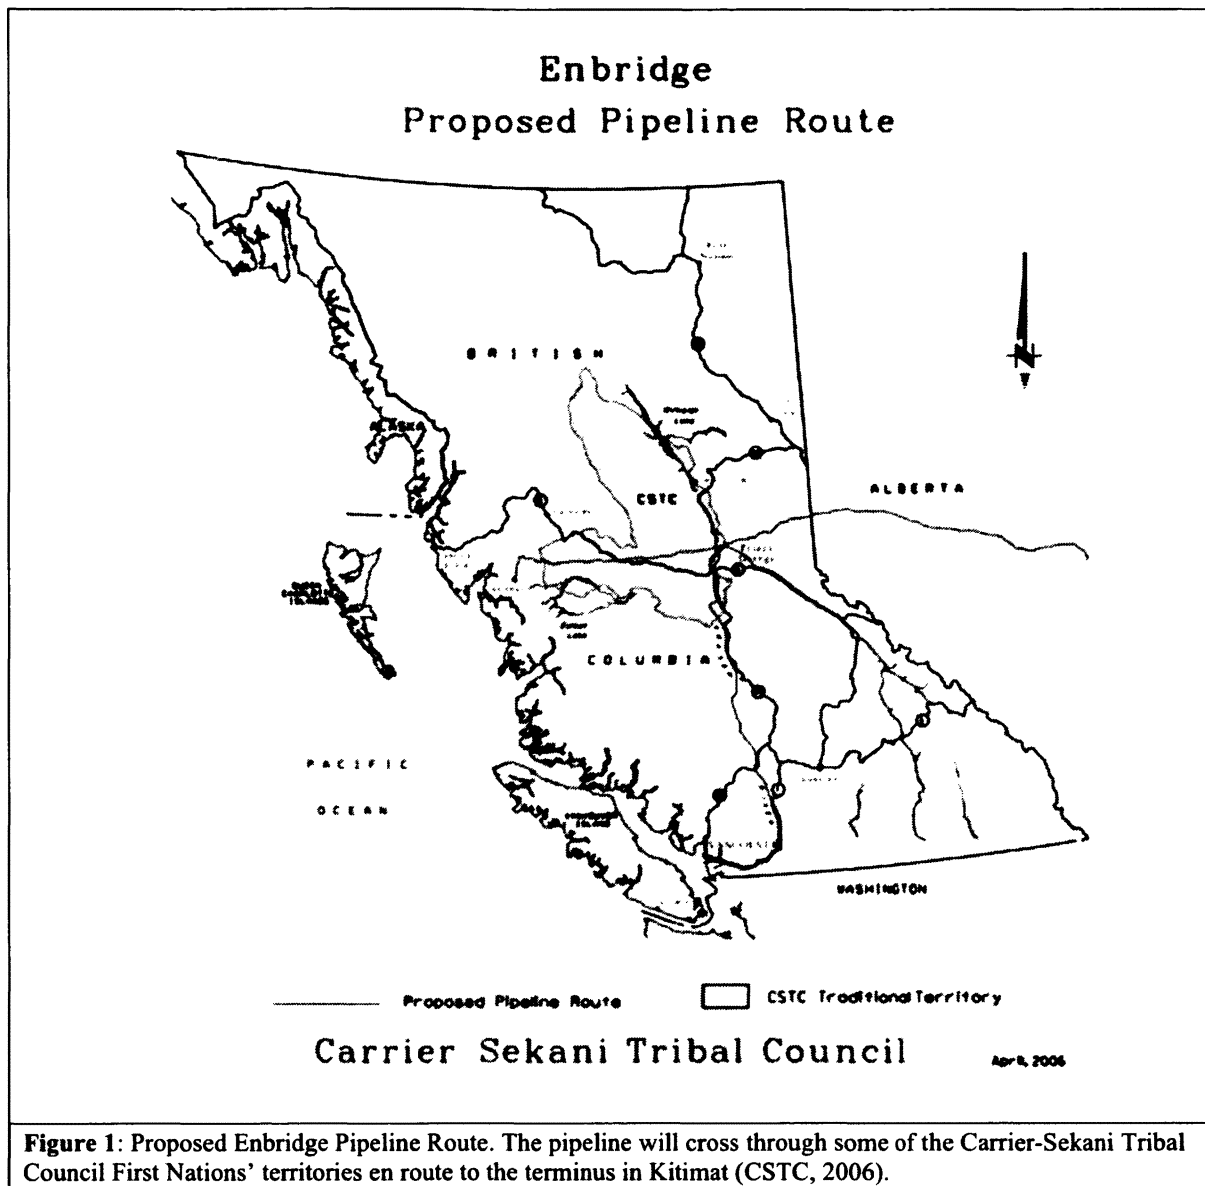 Enbridge
Proposed Pipeline Route
BRITISH
ALASKA
CSTC
ALBERTA
COLUMBIA
PACIFIC
OCEAN
WASHINGTON
Proposed Pipeline Route
CSTC Traditional Territory
Carrier Sekani Tribal Council
April, 2006
Figure 1: Proposed Enbridge Pipeline Route. The pipeline will cross through some of the Carrier-Sekani Tribal
Council First Nations' territories en route to the terminus in Kitimat (CSTC, 2006).